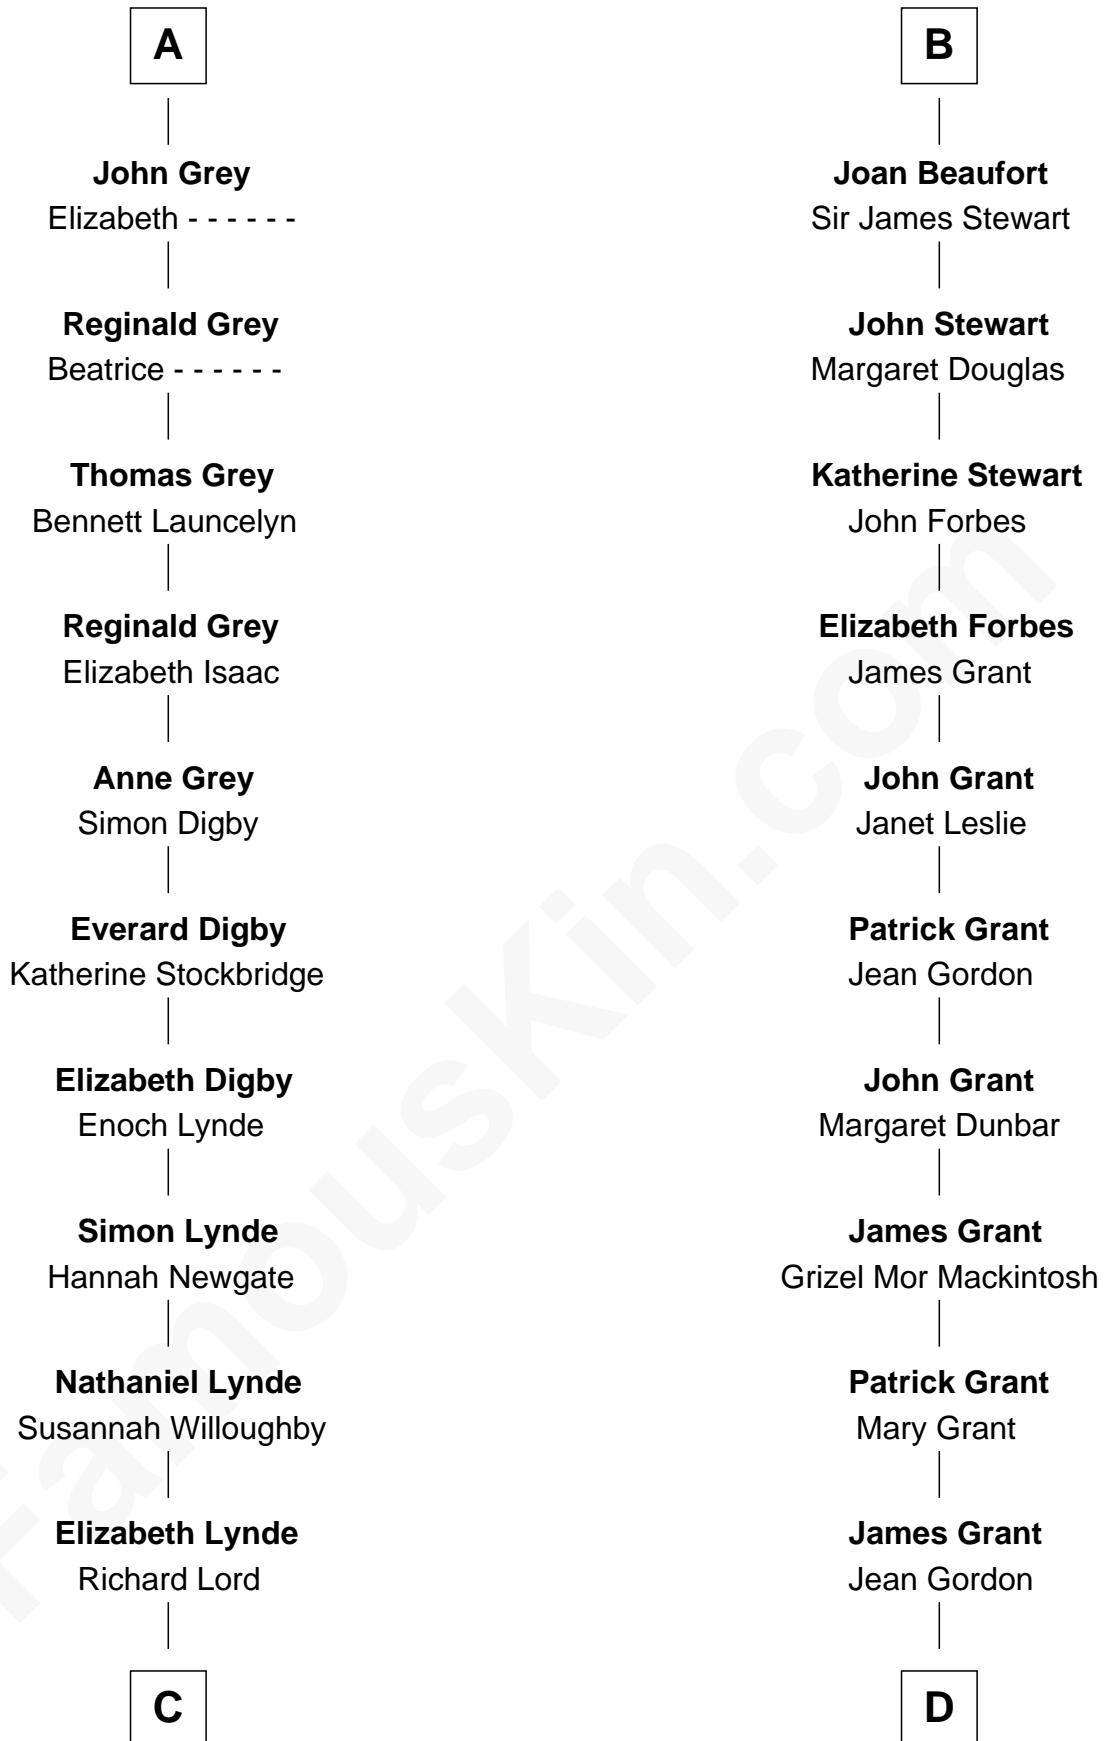 A
John Grey
Elizabeth - - - - - -
Reginald Grey
Beatrice - - - - - -
Thomas Grey
Bennett Launcelyn
Reginald Grey
Elizabeth Isaac
Anne Grey
Simon Digby
Everard Digby
Katherine Stockbridge
Elizabeth Digby
Enoch Lynde
Simon Lynde
Hannah Newgate
Nathaniel Lynde
Susannah Willoughby
Elizabeth Lynde
Richard Lord
C
B
Joan Beaufort
Sir James Stewart
John Stewart
Margaret Douglas
Katherine Stewart
John Forbes
Elizabeth Forbes
James Grant
John Grant
Janet Leslie
Patrick Grant
Jean Gordon
John Grant
Margaret Dunbar
James Grant
Grizel Mor Mackintosh
Patrick Grant
Mary Grant
James Grant
Jean Gordon
D
FamousKin.com